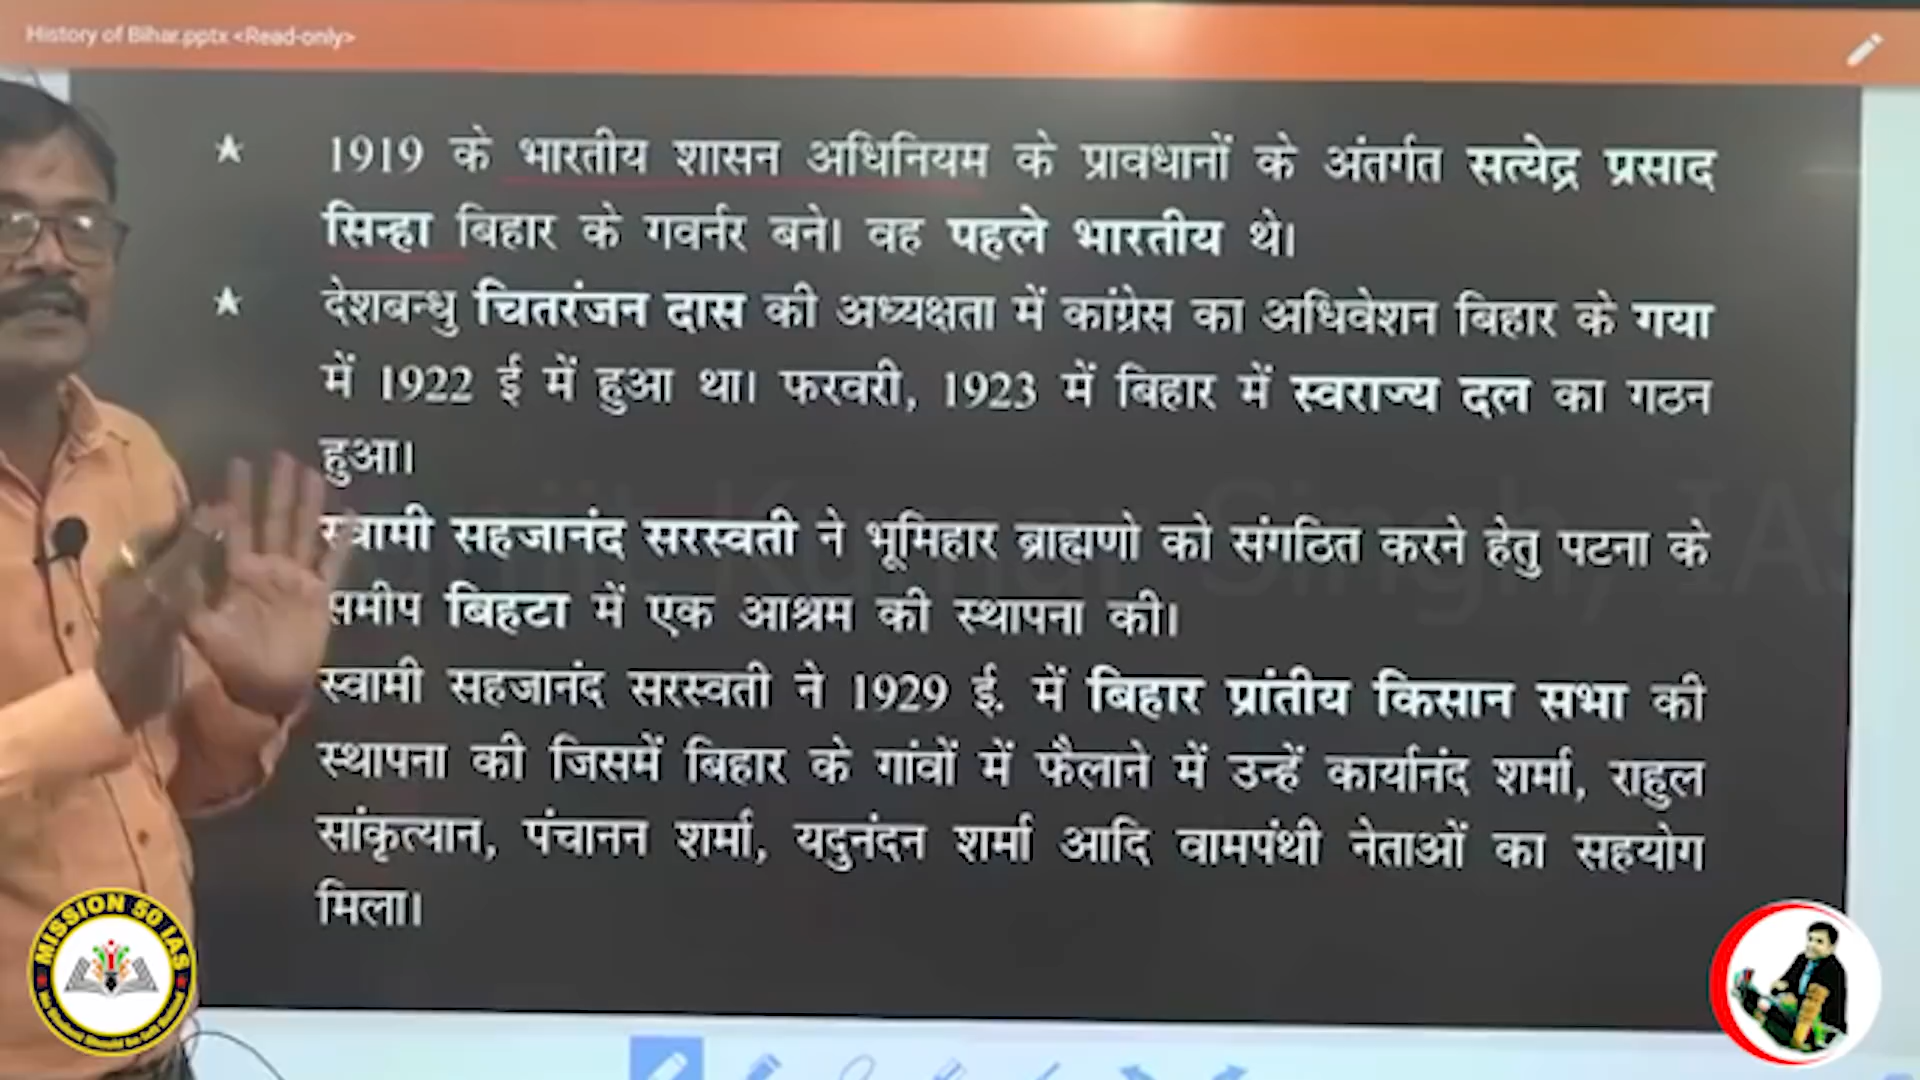 History of Bihar.pptx <Read-only>
★ 1919 के भारतीय शासन अधिनियम के प्रावधानों के अंतर्गत सत्येद्र प्रसाद
सिन्हा बिहार के गवर्नर बने। वह पहले भारतीय थे।
★ देशबन्धु चितरंजन दास की अध्यक्षता में कांग्रेस का अधिवेशन बिहार के गया
में 1922 ई में हुआ था। फरवरी, 1923 में बिहार में स्वराज्य दल का गठन
हुआ।
स्वामी सहजानंद सरस्वती ने भूमिहार ब्राह्मणो को संगठित करने हेतु पटना के
समीप बिहटा में एक आश्रम की स्थापना की।
स्वामी सहजानंद सरस्वती ने 1929 ई. में बिहार प्रांतीय किसान सभा की
स्थापना की जिसमें बिहार के गांवों में फैलाने में उन्हें कार्यानंद शर्मा, राहुल
सांकृत्यान, पंचानन शर्मा, यदुनंदन शर्मा आदि वामपंथी नेताओं का सहयोग
मिला।
Kumar Singh, IA
MISSION 50 IAS